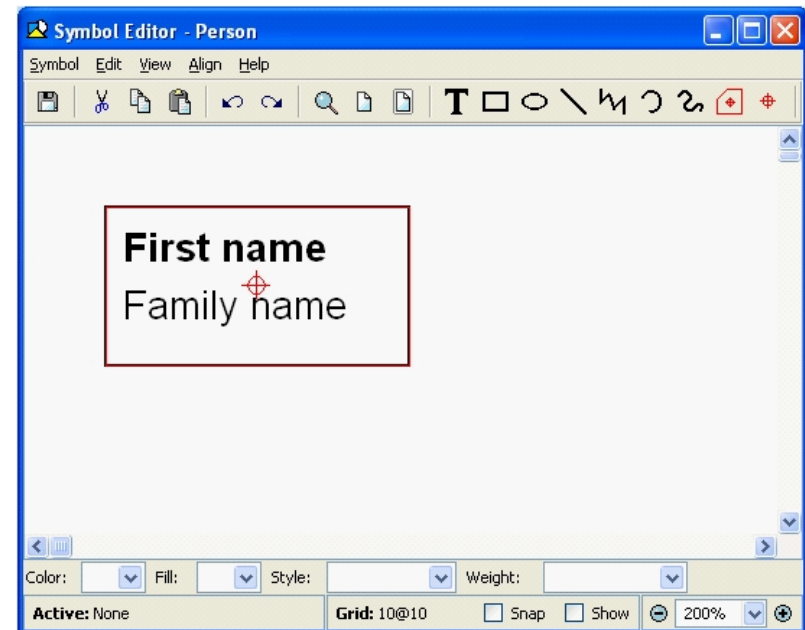 Symbol Editor - Person
Symbol Edit View Align Help
T
First name
Family name
Color: Fill: Style: Weight:
Active: None Grid: 10@10 Snap Show 200%